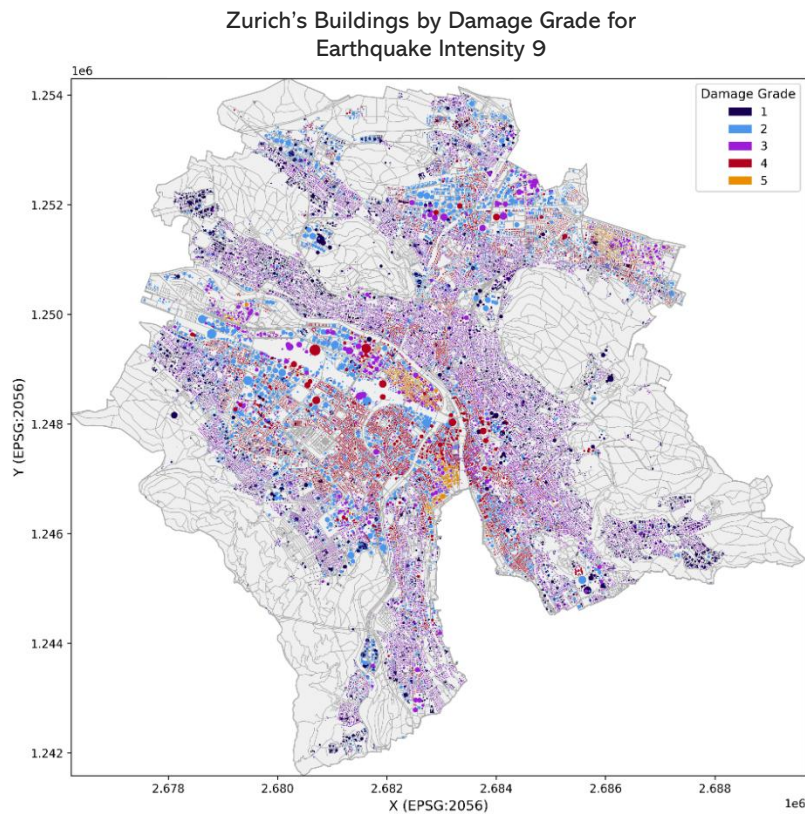 Zurich’s Buildings by Damage Grade for
Earthquake Intensity 9
1e6
Damage Grade
1
2
3
4
5
1.254
1.252
1.250
1.248
1.246
1.244
1.242
Y (EPSG:2056)
2.678
2.680
2.682
2.684
2.686
2.688
X (EPSG:2056)
1e6